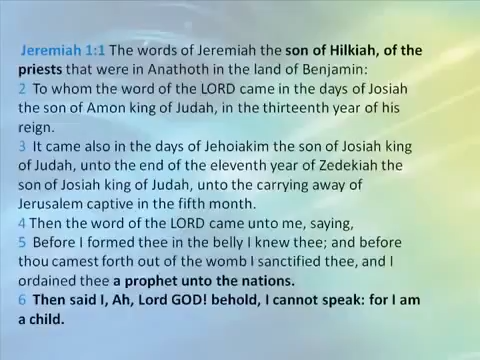 Jeremiah 1:1 The words of Jeremiah the son of Hilkiah, of the
priests that were in Anathoth in the land of Benjamin:
2 To whom the word of the LORD came in the days of Josiah
the son of Amon king of Judah, in the thirteenth year of his
reign.
3 It came also in the days of Jehoiakim the son of Josiah king
of Judah, unto the end of the eleventh year of Zedekiah the
son of Josiah king of Judah, unto the carrying away of
Jerusalem captive in the fifth month.
4 Then the word of the LORD came unto me, saying,
5 Before I formed thee in the belly I knew thee; and before
thou camest forth out of the womb I sanctified thee, and I
ordained thee a prophet unto the nations.
6 Then said I, Ah, Lord GOD! behold, I cannot speak: for I am
a child.